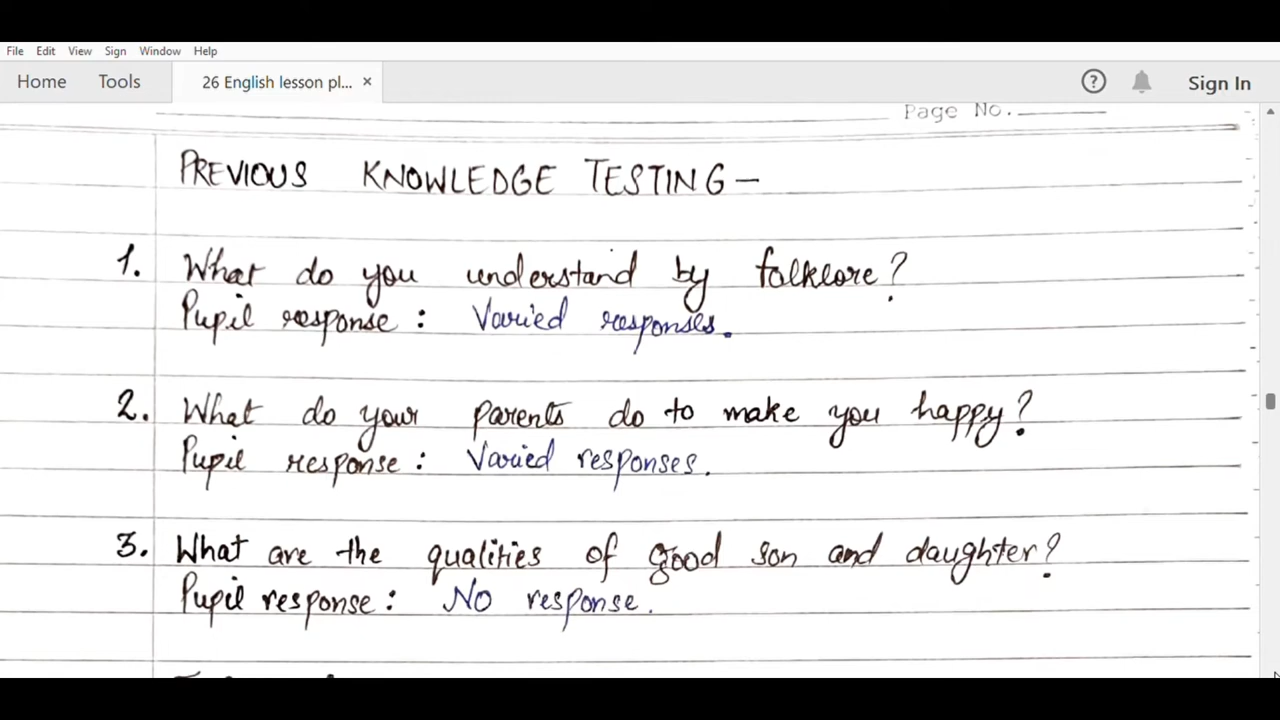 File Edit View Sign Window Help
Home Tools 26 English lesson pl... × ? Sign In
Page No.
PREVIOUS KNOWLEDGE TESTING —
1. What do you understand by folklore?
Pupil response : Varied responses.
2. What do your parents do to make you happy?
Pupil response : Varied responses.
3. What are the qualities of good son and daughter?
Pupil response : No response.